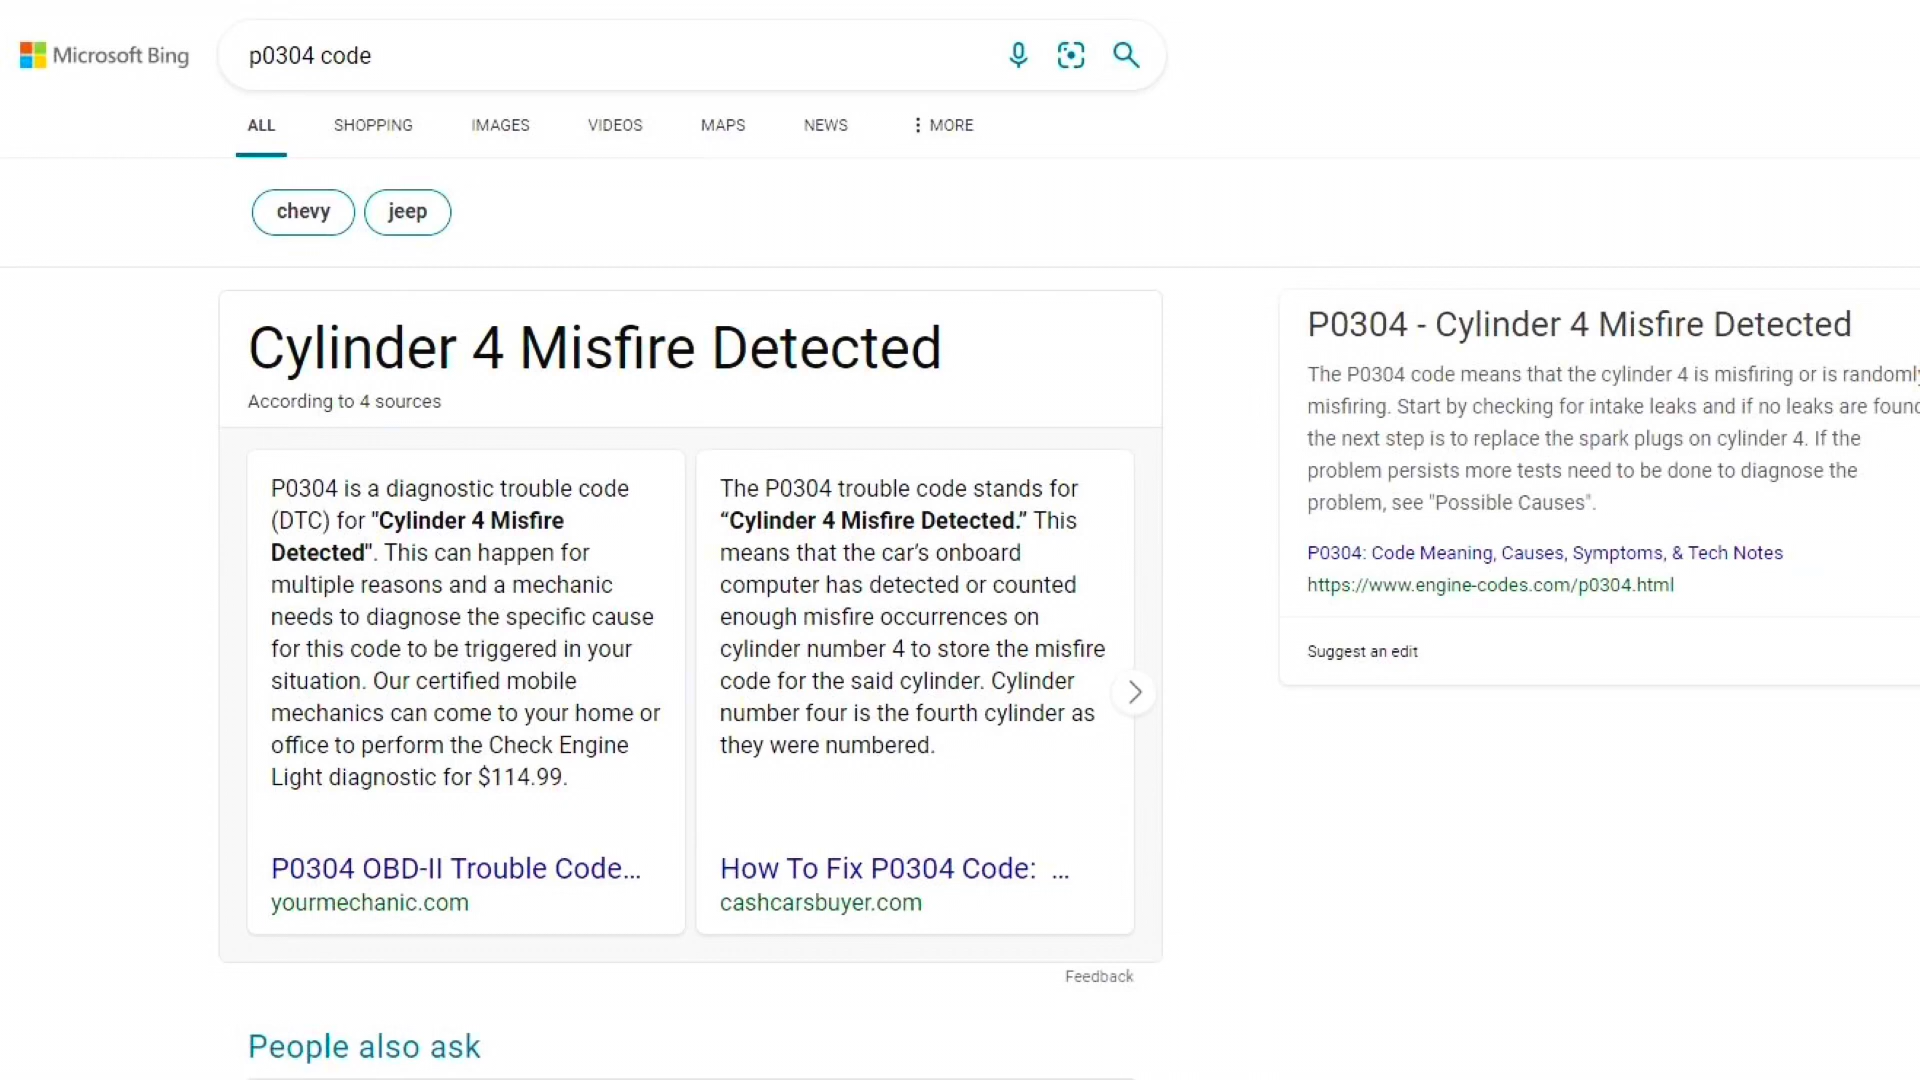 Microsoft Bing
p0304 code
ALL SHOPPING IMAGES VIDEOS MAPS NEWS MORE
chevy jeep
Cylinder 4 Misfire Detected
According to 4 sources
P0304 is a diagnostic trouble code
(DTC) for "Cylinder 4 Misfire
Detected". This can happen for
multiple reasons and a mechanic
needs to diagnose the specific cause
for this code to be triggered in your
situation. Our certified mobile
mechanics can come to your home or
office to perform the Check Engine
Light diagnostic for $114.99.
P0304 OBD-II Trouble Code...
yourmechanic.com
The P0304 trouble code stands for
“Cylinder 4 Misfire Detected.” This
means that the car’s onboard
computer has detected or counted
enough misfire occurrences on
cylinder number 4 to store the misfire
code for the said cylinder. Cylinder
number four is the fourth cylinder as
they were numbered.
How To Fix P0304 Code: ...
cashcarsbuyer.com
Feedback
People also ask
P0304 - Cylinder 4 Misfire Detected
The P0304 code means that the cylinder 4 is misfiring or is randomly
misfiring. Start by checking for intake leaks and if no leaks are found
the next step is to replace the spark plugs on cylinder 4. If the
problem persists more tests need to be done to diagnose the
problem, see "Possible Causes".
P0304: Code Meaning, Causes, Symptoms, & Tech Notes
https://www.engine-codes.com/p0304.html
Suggest an edit